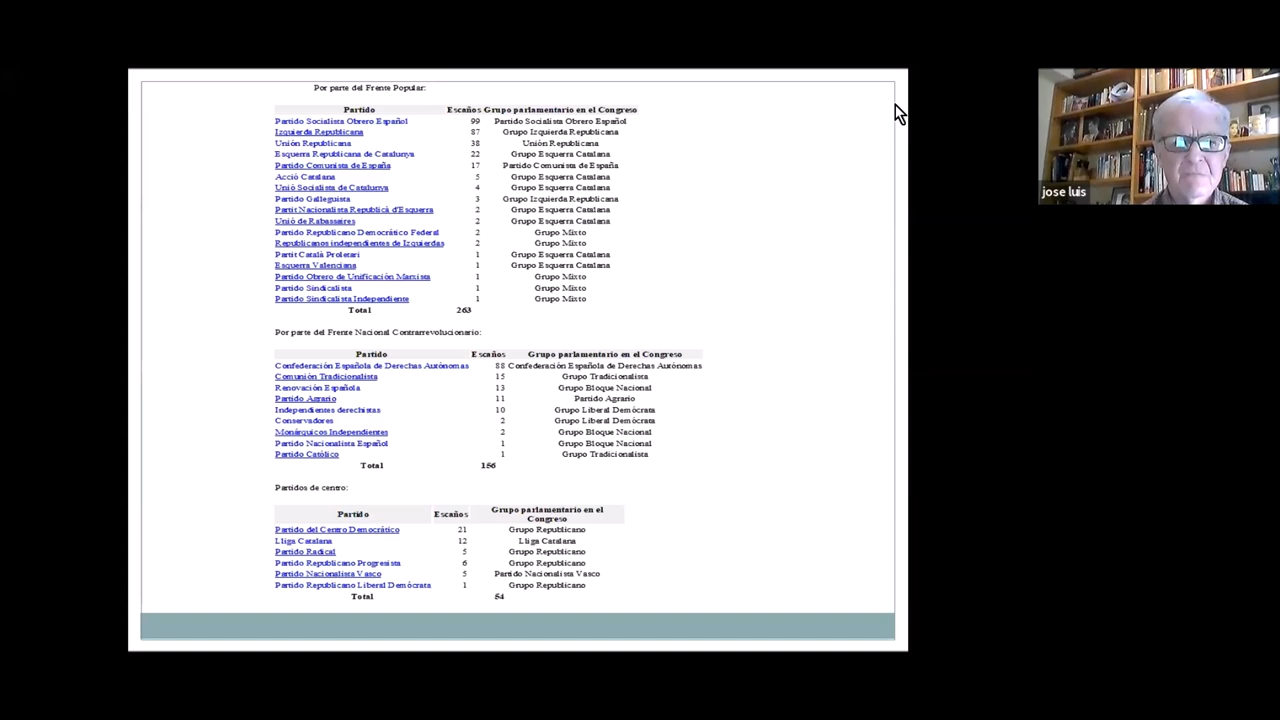 Por parte del Frente Popular:
Partido Escaños Grupo parlamentario en el Congreso
Partido Socialista Obrero Español 99 Partido Socialista Obrero Español
Izquierda Republicana 87 Grupo Izquierda Republicana
Unión Republicana 38 Unión Republicana
Esquerra Republicana de Catalunya 22 Grupo Esquerra Catalana
Partido Comunista de España 17 Partido Comunista de España
Acció Catalana 5 Grupo Esquerra Catalana
Unió Socialista de Catalunya 4 Grupo Esquerra Catalana
Partido Galleguista 3 Grupo Izquierda Republicana
Partit Nacionalista Republicà d'Esquerra 2 Grupo Esquerra Catalana
Unió de Rabassaires 2 Grupo Esquerra Catalana
Partido Republicano Democrático Federal 2 Grupo Mixto
Republicanos independientes de Izquierdas 2 Grupo Mixto
Partit Català Proletari 1 Grupo Esquerra Catalana
Esquerra Valenciana 1 Grupo Esquerra Catalana
Partido Obrero de Unificación Marxista 1 Grupo Mixto
Partido Sindicalista 1 Grupo Mixto
Partido Sindicalista Independiente 1 Grupo Mixto
Total 263
Por parte del Frente Nacional Contrarrevolucionario:
Partido Escaños Grupo parlamentario en el Congreso
Confederación Española de Derechas Autónomas 88 Confederación Española de Derechas Autónomas
Comunión Tradicionalista 15 Grupo Tradicionalista
Renovación Española 13 Grupo Bloque Nacional
Partido Agrario 11 Partido Agrario
Independientes derechistas 10 Grupo Liberal Demócrata
Conservadores 2 Grupo Liberal Demócrata
Monárquicos Independientes 2 Grupo Bloque Nacional
Partido Nacionalista Español 1 Grupo Bloque Nacional
Partido Católico 1 Grupo Tradicionalista
Total 156
Partidos de centro:
Partido Escaños Grupo parlamentario en el Congreso
Partido del Centro Democrático 21 Grupo Republicano
Lliga Catalana 12 Lliga Catalana
Partido Radical 5 Grupo Republicano
Partido Republicano Progresista 6 Grupo Republicano
Partido Nacionalista Vasco 5 Partido Nacionalista Vasco
Partido Republicano Liberal Demócrata 1 Grupo Republicano
Total 54
jose luis